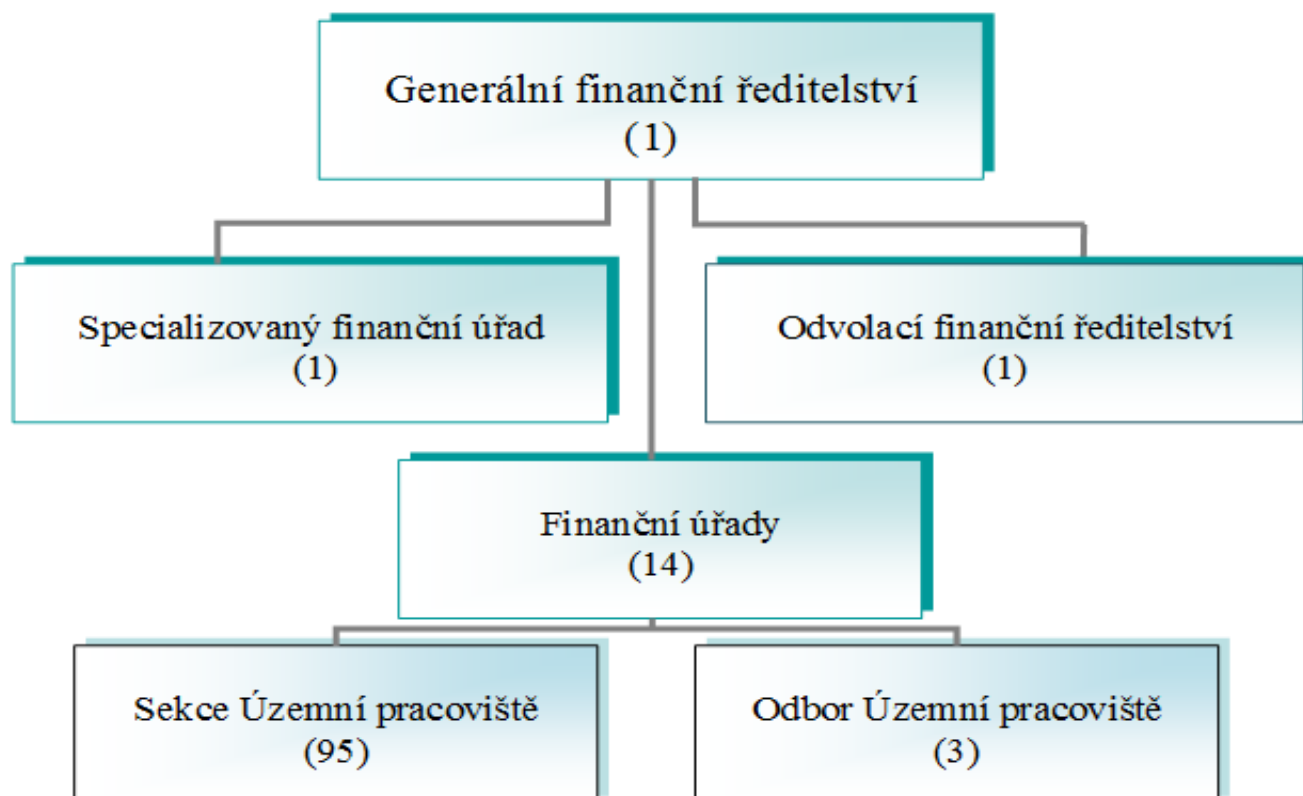 Generální finanční ředitelství
(1)
Specializovaný finanční úřad
(1)
Odvolací finanční ředitelství
(1)
Finanční úřady
(14)
Sekce Územní pracoviště
(95)
Odbor Územní pracoviště
(3)